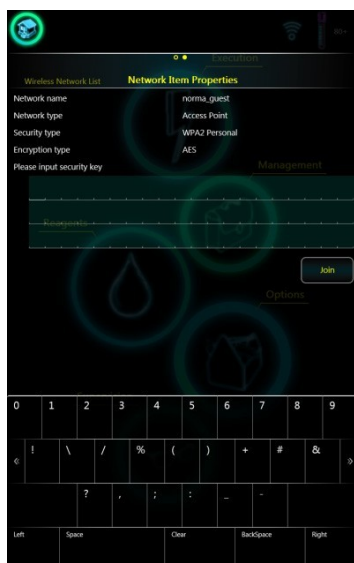 80+
Execution
Wireless Network List Network Item Properties
Network name norma_guest
Network type Access Point
Security type WPA2 Personal
Encryption type AES
Please input security key
Management
Reagents
Join
Options
0 1 2 3 4 5 6 7 8 9
« ! \ / % ( ) + # & »
? , ; : _ -
Left Space Clear BackSpace Right